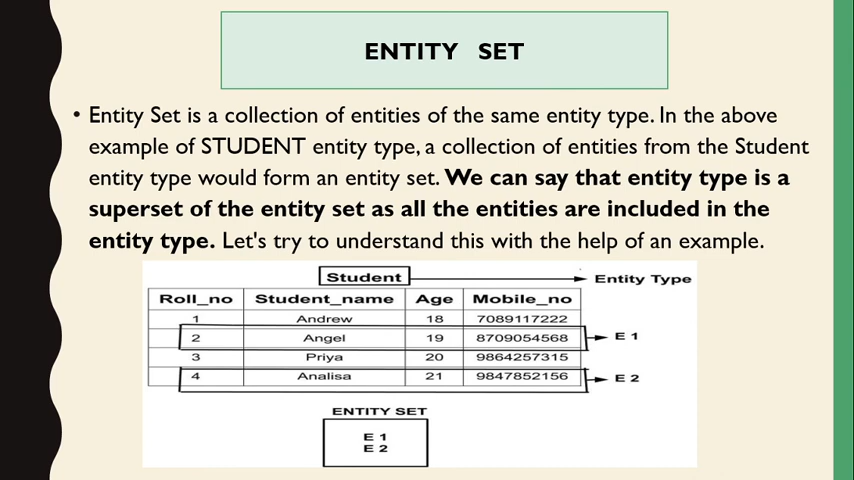 ENTITY SET
• Entity Set is a collection of entities of the same entity type. In the above
example of STUDENT entity type, a collection of entities from the Student
entity type would form an entity set. We can say that entity type is a
superset of the entity set as all the entities are included in the
entity type. Let's try to understand this with the help of an example.
Student Entity Type
Roll_no Student_name Age Mobile_no
1 Andrew 18 7089117222
2 Angel 19 8709054568 E 1
3 Priya 20 9864257315
4 Analisa 21 9847852156 E 2
ENTITY SET
E 1
E 2